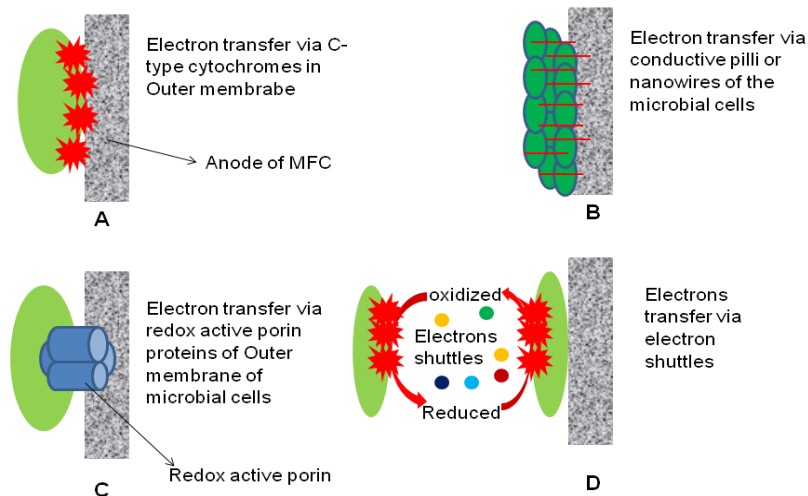 Electron transfer via C-
type cytochromes in
Outer membrabe
Anode of MFC
A
Electron transfer via
conductive pilli or
nanowires of the
microbial cells
B
Electron transfer via
redox active porin
proteins of Outer
membrane of
microbial cells
Redox active porin
C
oxidized
Electrons
shuttles
Reduced
Electrons
transfer via
electron
shuttles
D